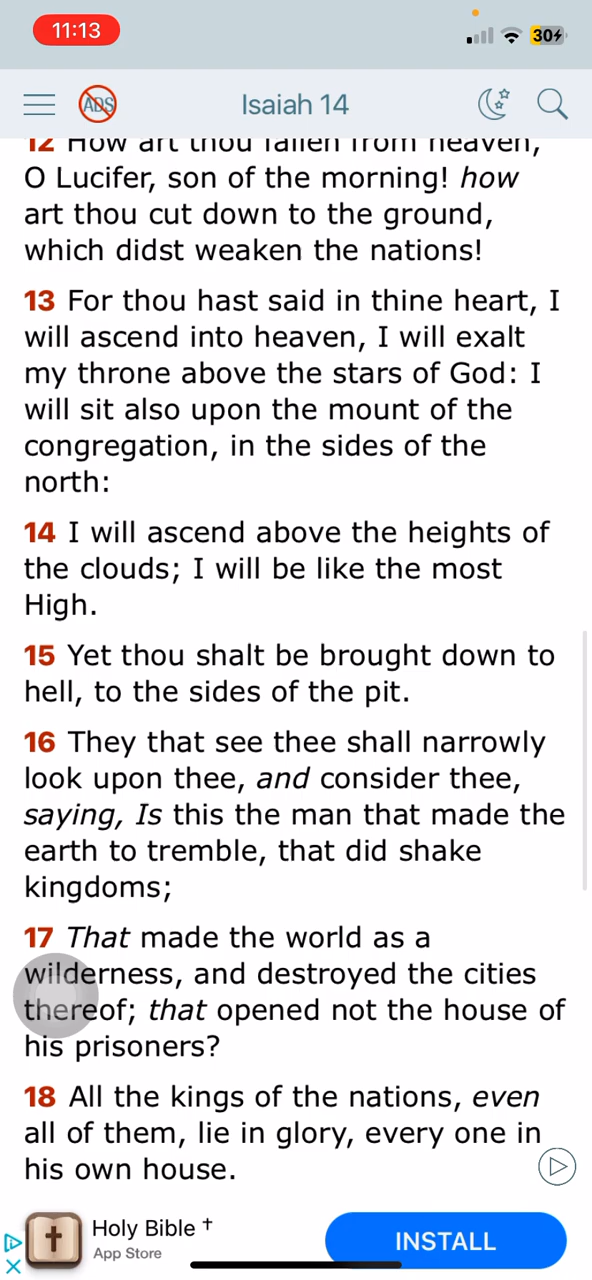 11:13
30
ADS
Isaiah 14
12 How art thou fallen from heaven,
O Lucifer, son of the morning! how
art thou cut down to the ground,
which didst weaken the nations!
13 For thou hast said in thine heart, I
will ascend into heaven, I will exalt
my throne above the stars of God: I
will sit also upon the mount of the
congregation, in the sides of the
north:
14 I will ascend above the heights of
the clouds; I will be like the most
High.
15 Yet thou shalt be brought down to
hell, to the sides of the pit.
16 They that see thee shall narrowly
look upon thee, and consider thee,
saying, Is this the man that made the
earth to tremble, that did shake
kingdoms;
17 That made the world as a
wilderness, and destroyed the cities
thereof; that opened not the house of
his prisoners?
18 All the kings of the nations, even
all of them, lie in glory, every one in
his own house.
Holy Bible †
App Store
INSTALL